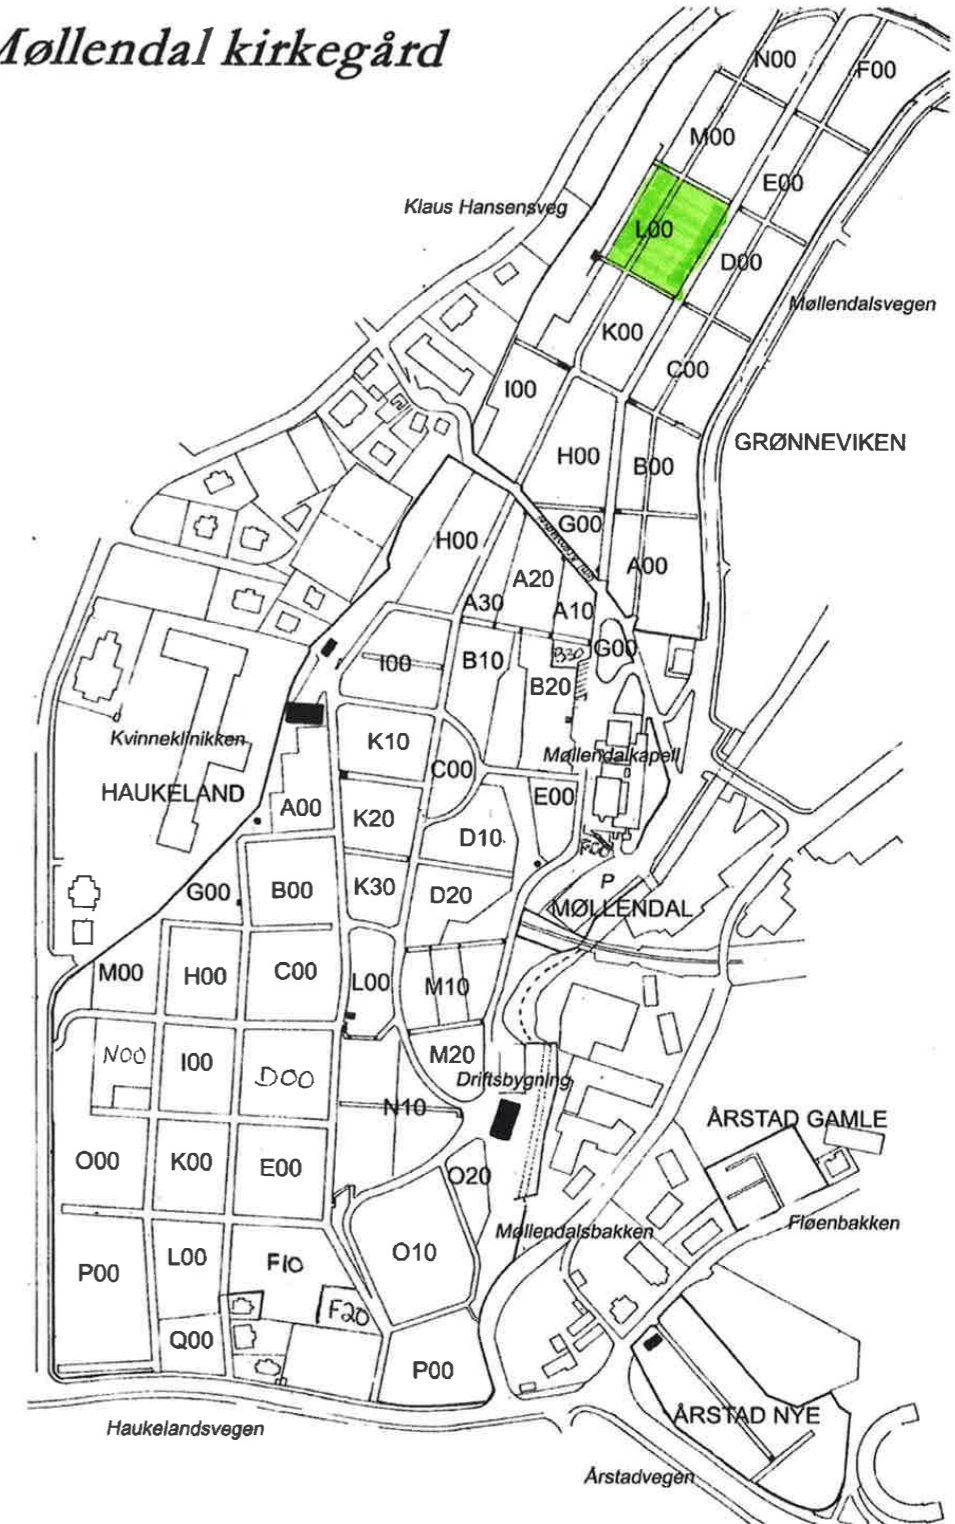 Møllendal kirkegård
N00
F00
M00
E00
Klaus Hansensveg
L00
D00
Møllendalsvegen
K00
C00
I00
GRØNNEVIKEN
H00
B00
G00
H00
A00
A20
A30
A10
G00
B30
I00
B10
B20
Kvinneklinikken
K10
Møllendalkapell
C00
HAUKELAND
E00
A00
K20
D10
F00
P
G00
B00
K30
D20
MØLLENDAL
M00
H00
C00
L00
M10
N00
I00
D00
M20
Driftsbygning
N10
ÅRSTAD GAMLE
O00
K00
E00
O20
Fløenbakken
Møllendalsbakken
P00
L00
F10
O10
F20
Q00
P00
ÅRSTAD NYE
Haukelandsvegen
Årstadvegen